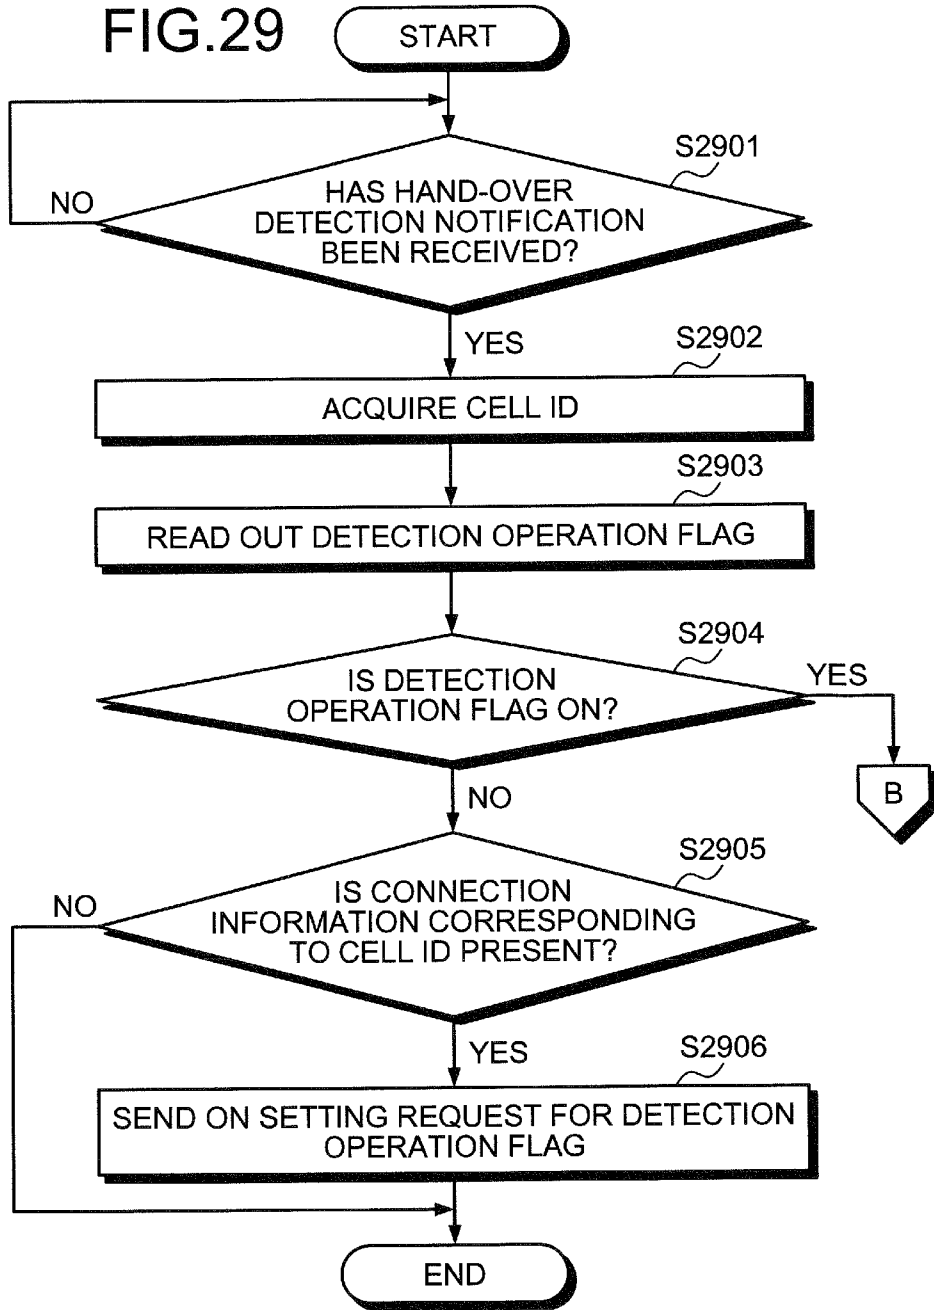 FIG.29
START
S2901
HAS HAND-OVER
DETECTION NOTIFICATION
BEEN RECEIVED?
NO
YES
S2902
ACQUIRE CELL ID
S2903
READ OUT DETECTION OPERATION FLAG
S2904
IS DETECTION
OPERATION FLAG ON?
YES
B
NO
S2905
IS CONNECTION
INFORMATION CORRESPONDING
TO CELL ID PRESENT?
NO
YES
S2906
SEND ON SETTING REQUEST FOR DETECTION
OPERATION FLAG
END